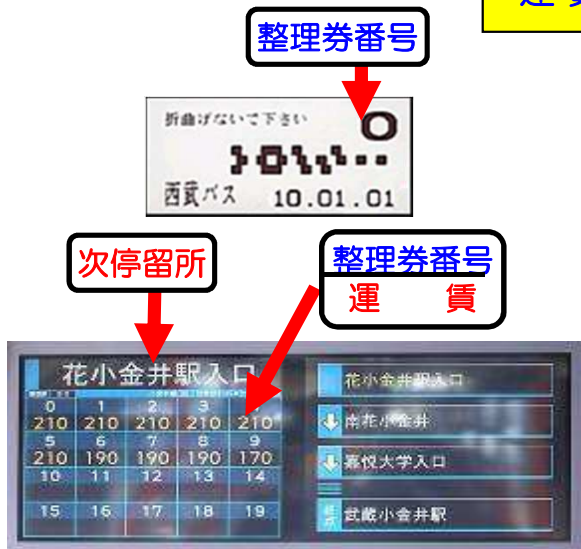 整理券番号
折曲げないで下さい
0
西武バス 10.01.01
次停留所
整理券番号
運 賃
花小金井駅入口
0 1 2 3 4
210 210 210 210 210
5 6 7 8 9
210 190 190 190 170
10 11 12 13 14
15 16 17 18 19
花小金井駅入口
南花小金井
嘉悦大学入口
武蔵小金井駅